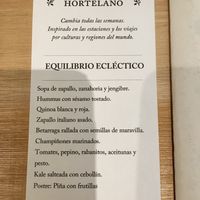 HORTELANO
Cambia todas las semanas.
Inspirado en las estaciones y los viajes
por culturas y regiones del mundo.
EQUILIBRIO ECLÉCTICO
Sopa de zapallo, zanahoria y jengibre.
Hummus con sésamo tostado.
Quinoa blanca y roja.
Zapallo italiano asado.
Betarraga rallada con semillas de maravilla.
Champiñones marinados.
Tomates, pepino, rabanitos, aceitunas y
pesto.
Kale salteada con cebollín.
Postre: Piña con frutillas